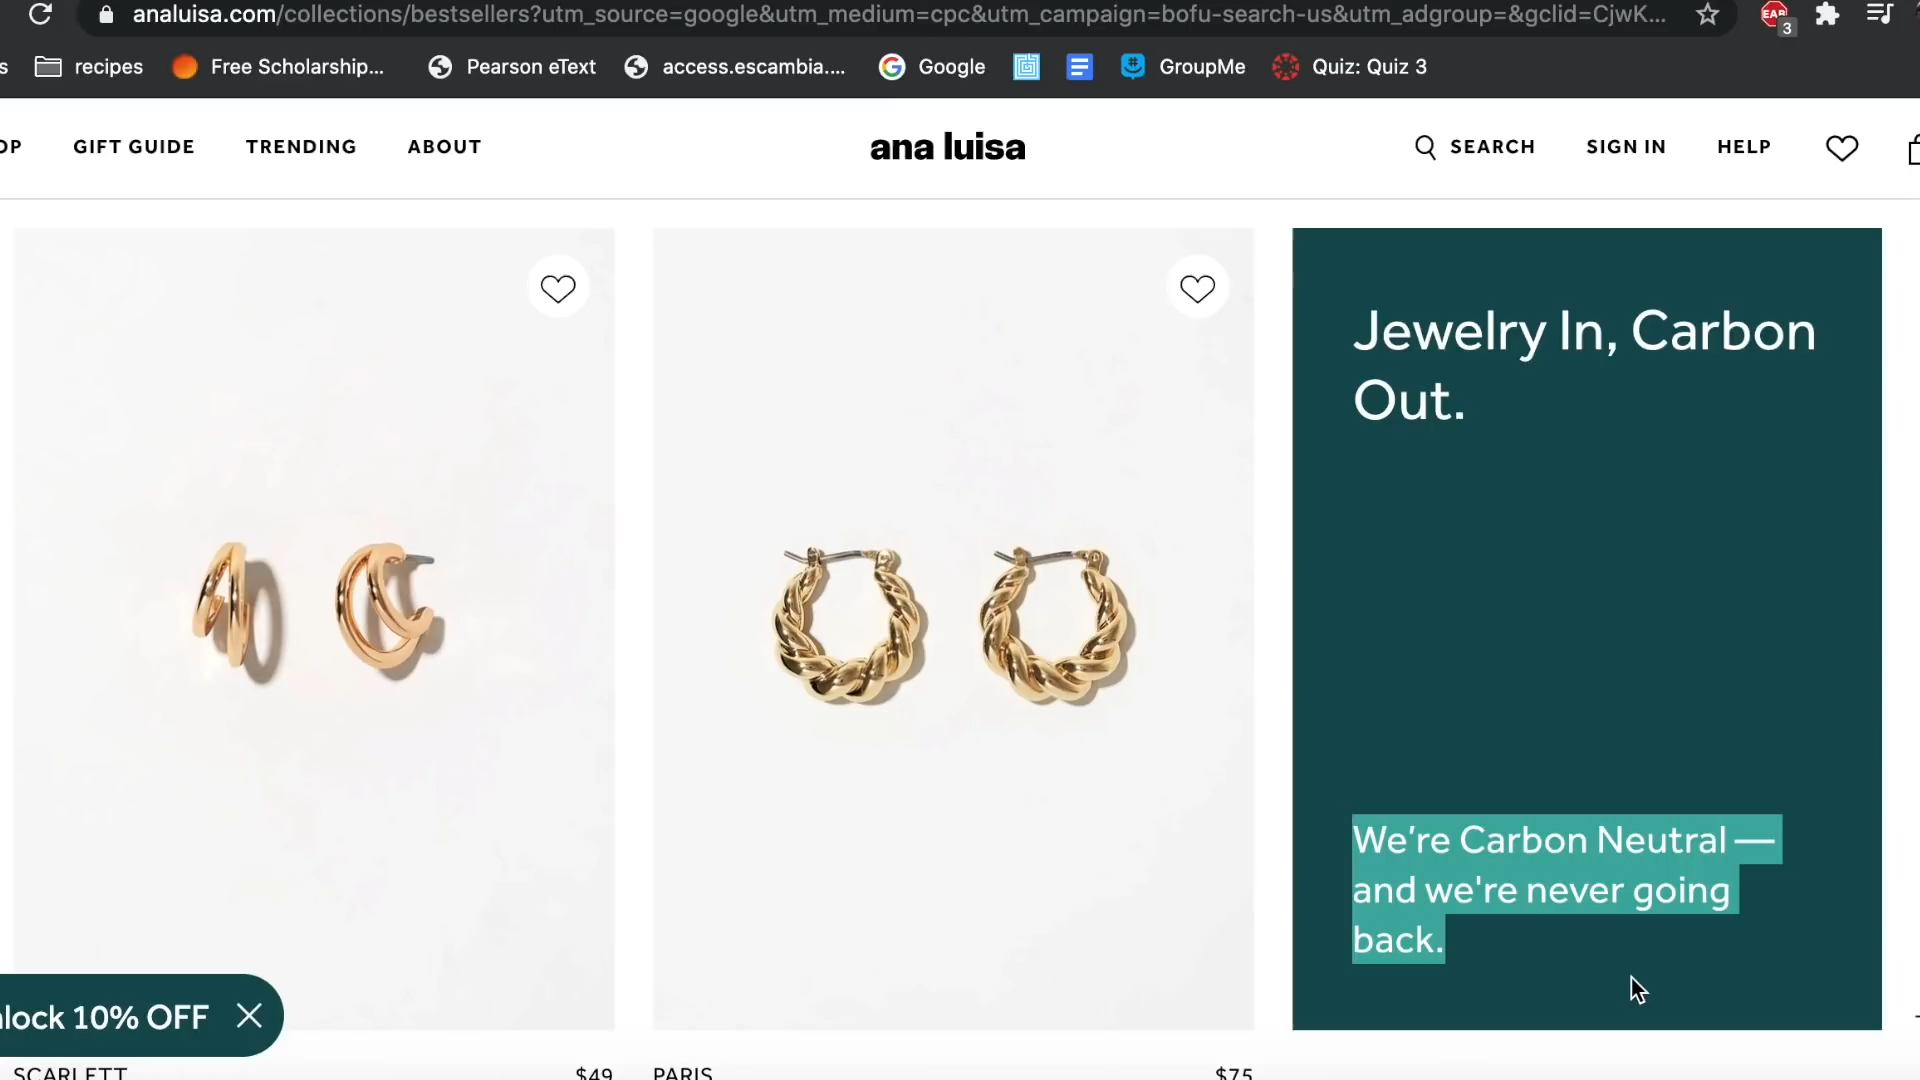 analuisa.com/collections/bestsellers?utm_source=google&utm_medium=cpc&utm_campaign=bofu-search-us&utm_adgroup=&gclid=CjwK...
EAB
3
s recipes Free Scholarship... Pearson eText access.escambia.... Google GroupMe Quiz: Quiz 3
OP GIFT GUIDE TRENDING ABOUT ana luisa SEARCH SIGN IN HELP
Jewelry In, Carbon
Out.
We’re Carbon Neutral —
and we're never going
back.
lock 10% OFF
SCARLETT $49 PARIS $75